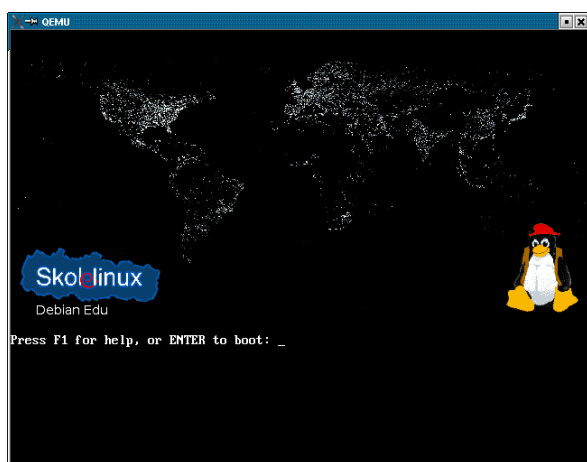 QEMU
Skolelinux
Debian Edu
Press F1 for help, or ENTER to boot: _